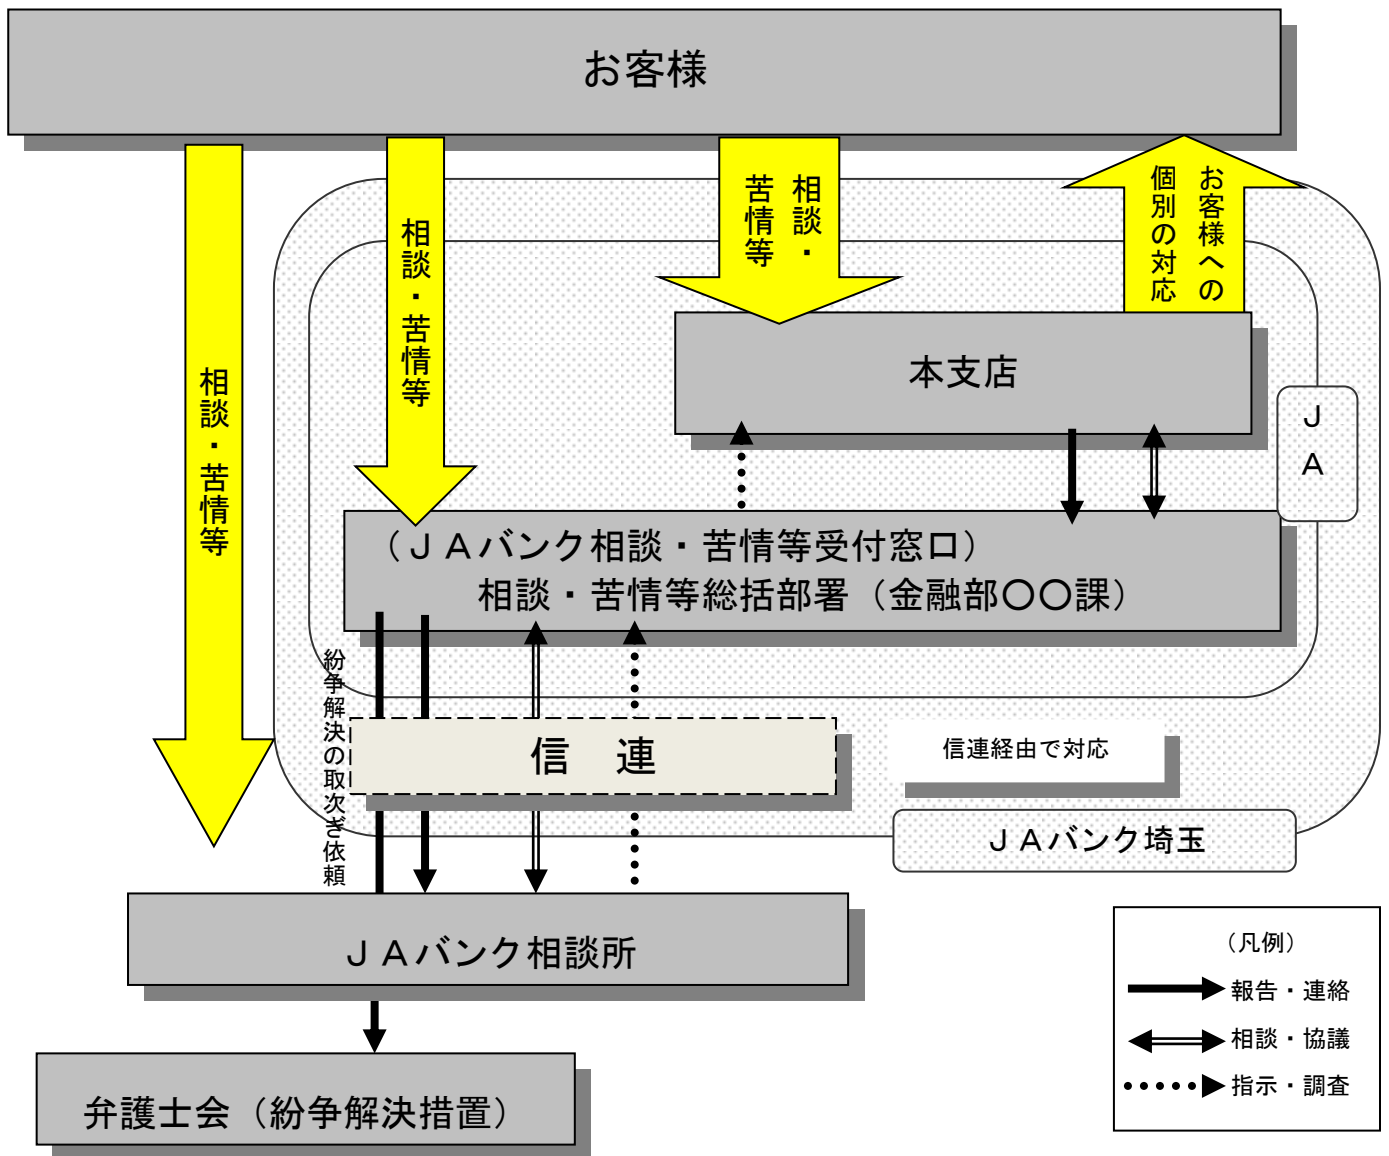 お客様
相談・苦情等
相談・苦情等
相談・
苦情等
お客様への
個別の対応
本支店
ＪＡ
（ＪＡバンク相談・苦情等受付窓口）
相談・苦情等総括部署（金融部〇〇課）
紛争解決の取次ぎ依頼
信　連
信連経由で対応
ＪＡバンク埼玉
ＪＡバンク相談所
弁護士会（紛争解決措置）
（凡例）
報告・連絡
相談・協議
指示・調査